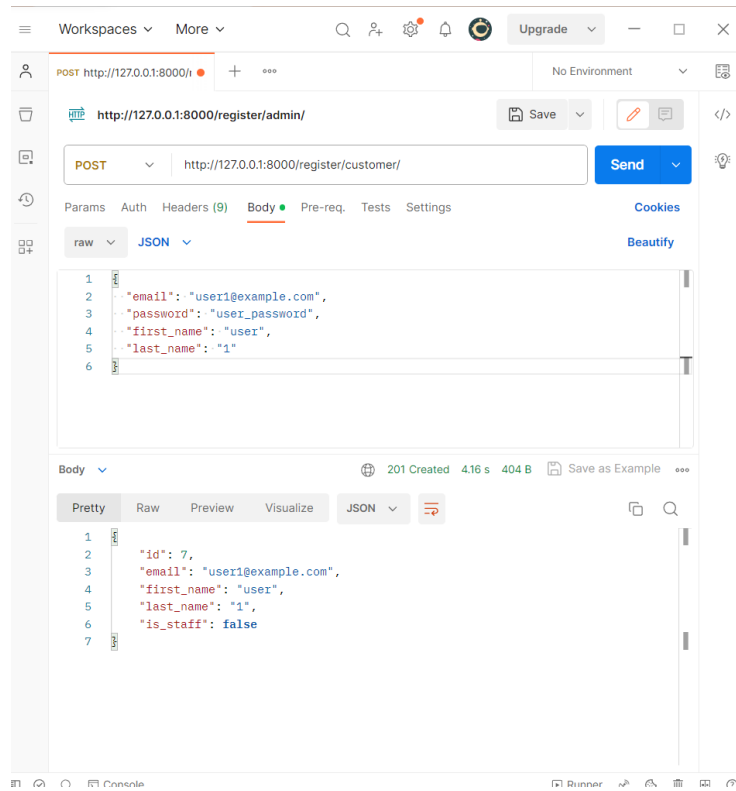 Workspaces More Upgrade
POST http://127.0.0.1:8000/r No Environment
HTTP http://127.0.0.1:8000/register/admin/ Save
POST http://127.0.0.1:8000/register/customer/ Send
Params Auth Headers (9) Body Pre-req. Tests Settings Cookies
raw JSON Beautify
1 {
2 "email": "user1@example.com",
3 "password": "user_password",
4 "first_name": "user",
5 "last_name": "1"
6 }
Body 201 Created 4.16 s 404 B Save as Example
Pretty Raw Preview Visualize JSON
1 {
2 "id": 7,
3 "email": "user1@example.com",
4 "first_name": "user",
5 "last_name": "1",
6 "is_staff": false
7 }
Console Runner